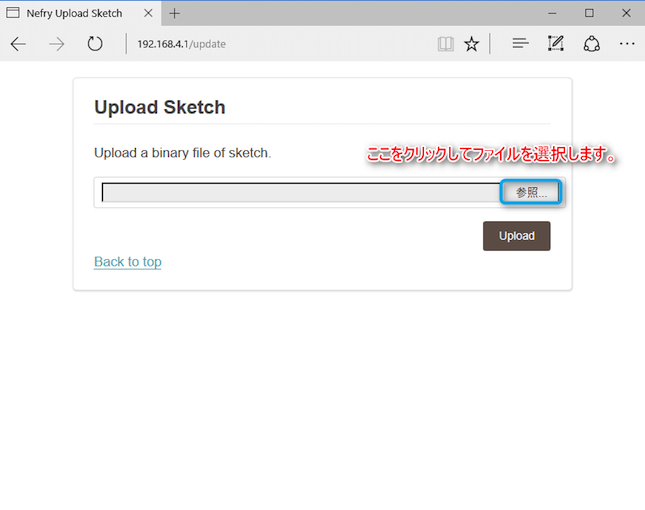 Nefry Upload Sketch
192.168.4.1/update
Upload Sketch
Upload a binary file of sketch.
ここをクリックしてファイルを選択します。
参照...
Upload
Back to top